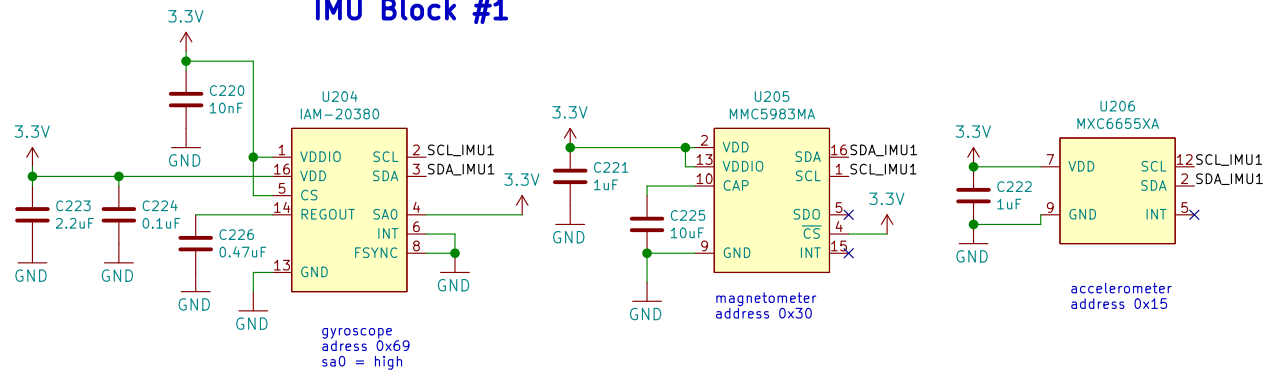 IMU Block #1
3.3V
C220
10nF
GND
3.3V
C223
2.2uF
GND
C224
0.1uF
GND
C226
0.47uF
GND
GND
U204
IAM-20380
1 VDDIO
16 VDD
5 CS
14 REGOUT
13 GND
SCL 2 SCL_IMU1
SDA 3 SDA_IMU1
SA0 4
INT 6
FSYNC 8
3.3V
GND
gyroscope
adress 0x69
sa0 = high
3.3V
C221
1uF
GND
C225
10uF
GND
U205
MMC5983MA
2 VDD
13 VDDIO
10 CAP
9 GND
SDA 16 SDA_IMU1
SCL 1 SCL_IMU1
SDO 5
CS 4
INT 15
3.3V
magnetometer
address 0x30
3.3V
C222
1uF
GND
U206
MXC6655XA
7 VDD
9 GND
SCL 12 SCL_IMU1
SDA 2 SDA_IMU1
INT 5
accelerometer
address 0x15